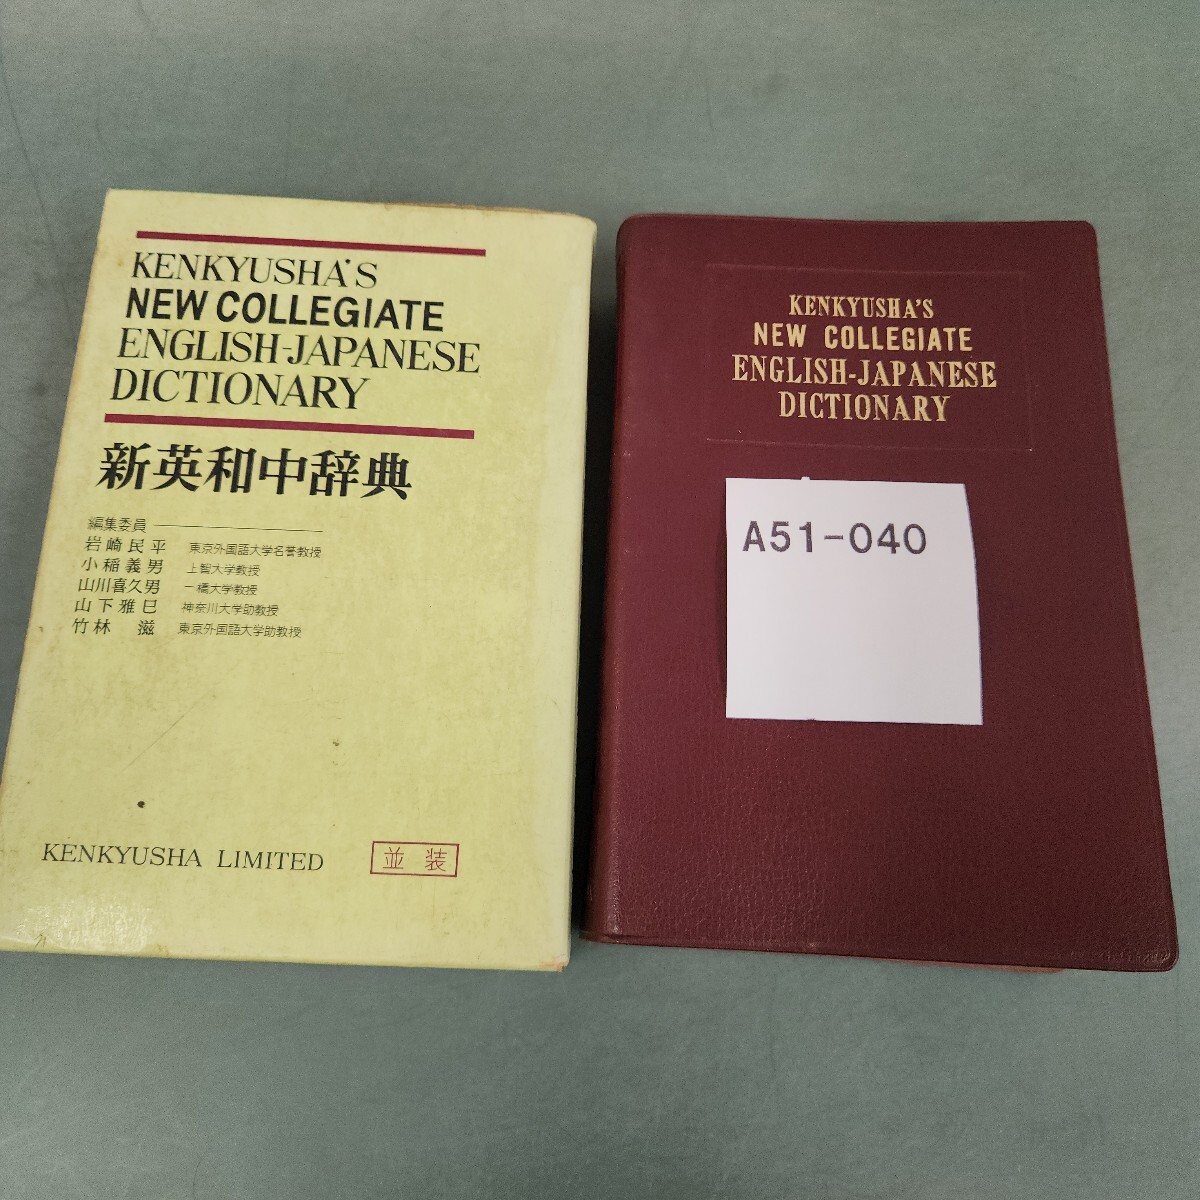 KENKYUSHA'S
NEW COLLEGIATE
ENGLISH-JAPANESE
DICTIONARY
新英和中辞典
編集委員
岩崎民平 東京外国語大学名誉教授
小稲義男 上智大学教授
山川喜久男 一橋大学教授
山下雅巳 神奈川大学助教授
竹林 滋 東京外国語大学助教授
KENKYUSHA LIMITED
並装
KENKYUSHA'S
NEW COLLEGIATE
ENGLISH-JAPANESE
DICTIONARY
A51-040